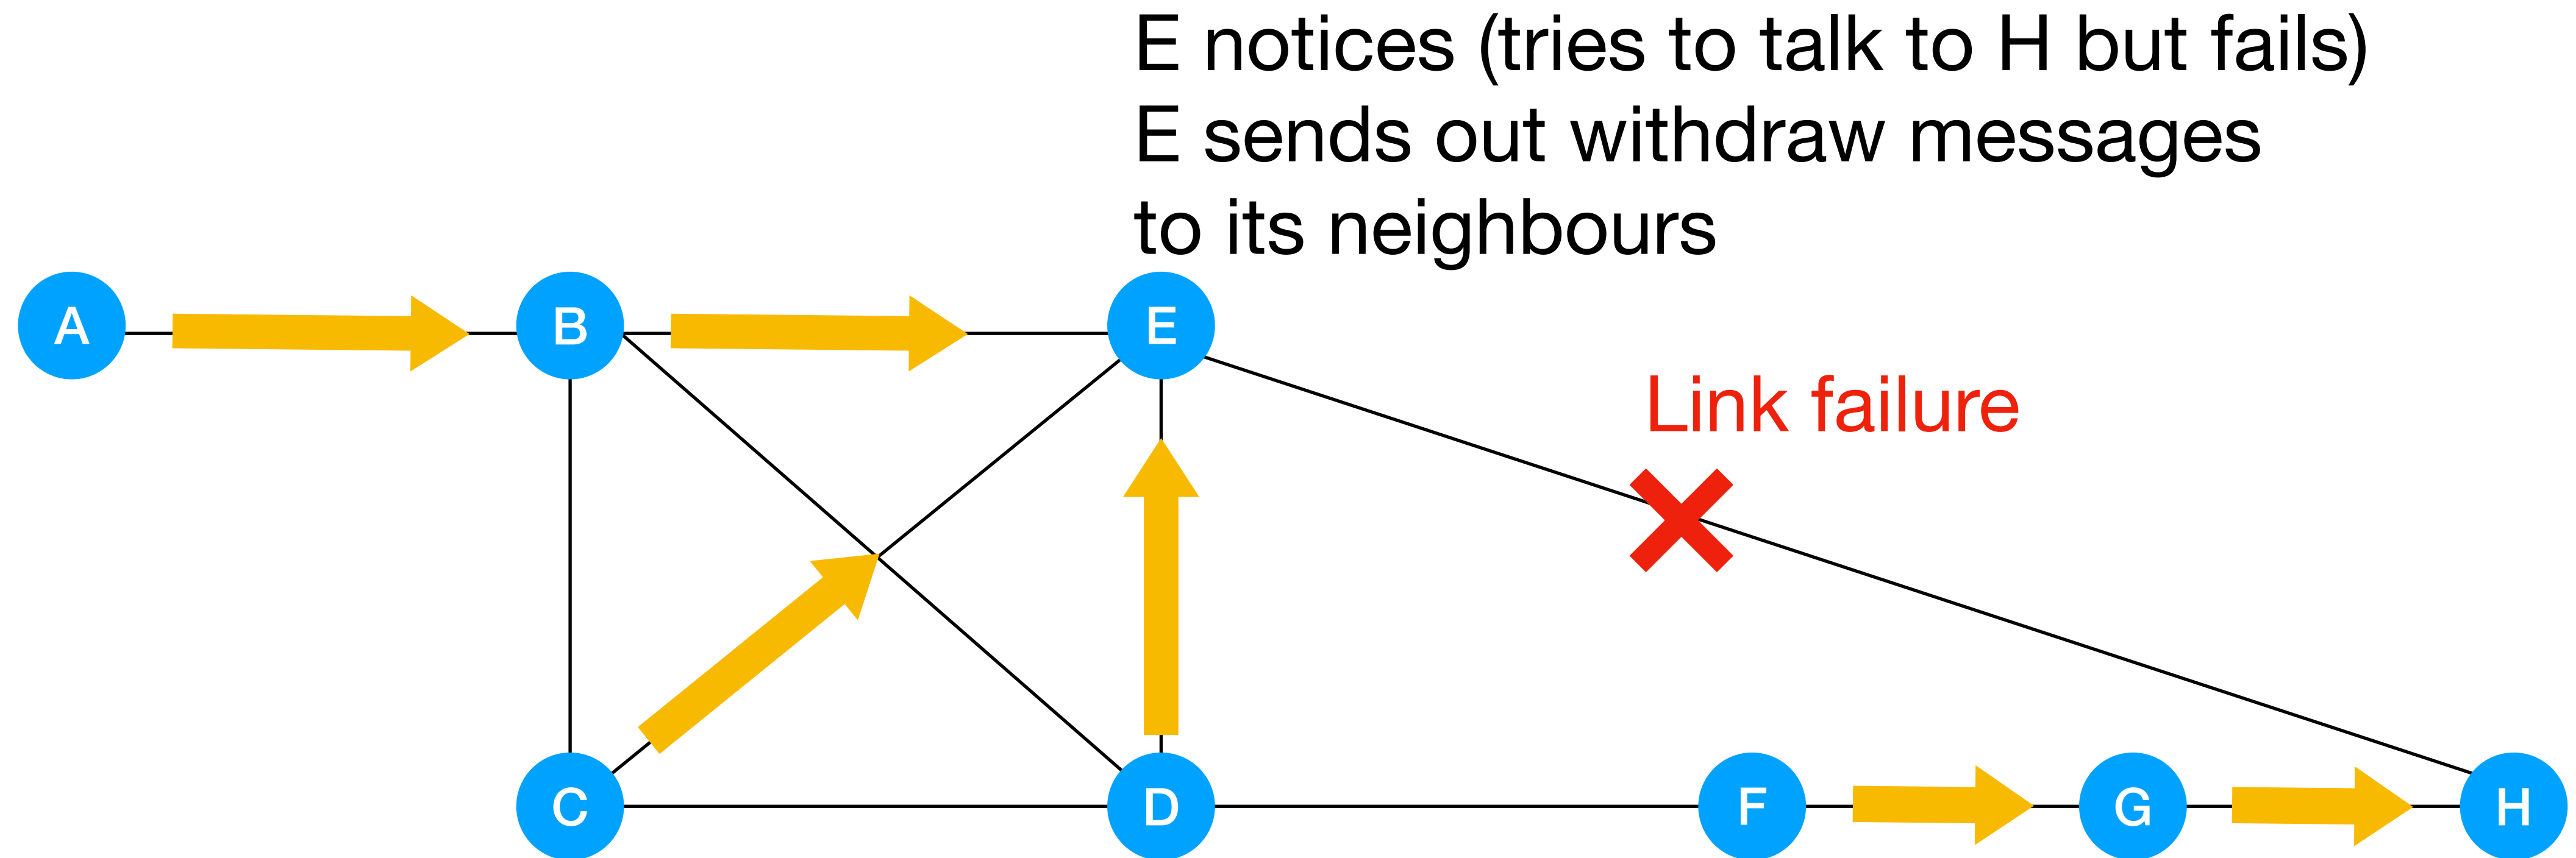 E notices (tries to talk to H but fails)
E sends out withdraw messages
to its neighbours
A
B
E
Link failure
C
D
F
G
H